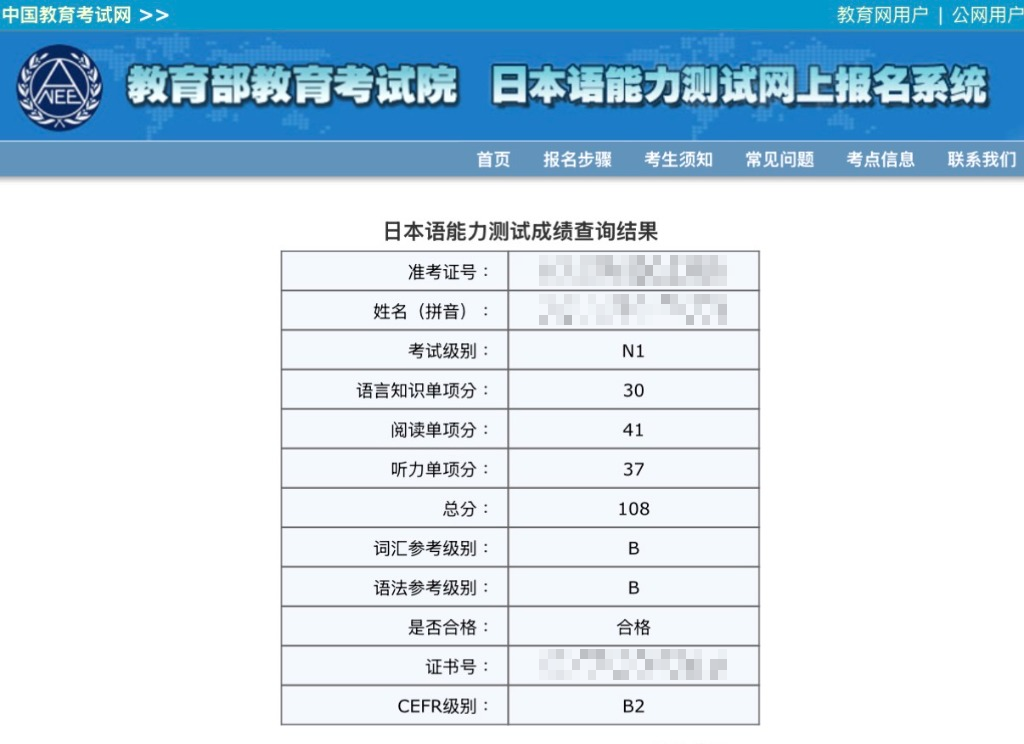 中国教育考试网 >>
教育网用户 | 公网用户
NEEA
教育部教育考试院 日本语能力测试网上报名系统
首页 报名步骤 考生须知 常见问题 考点信息 联系我们
日本语能力测试成绩查询结果
准考证号：
姓名（拼音）：
考试级别： N1
语言知识单项分： 30
阅读单项分： 41
听力单项分： 37
总分： 108
词汇参考级别： B
语法参考级别： B
是否合格： 合格
证书号：
CEFR级别： B2